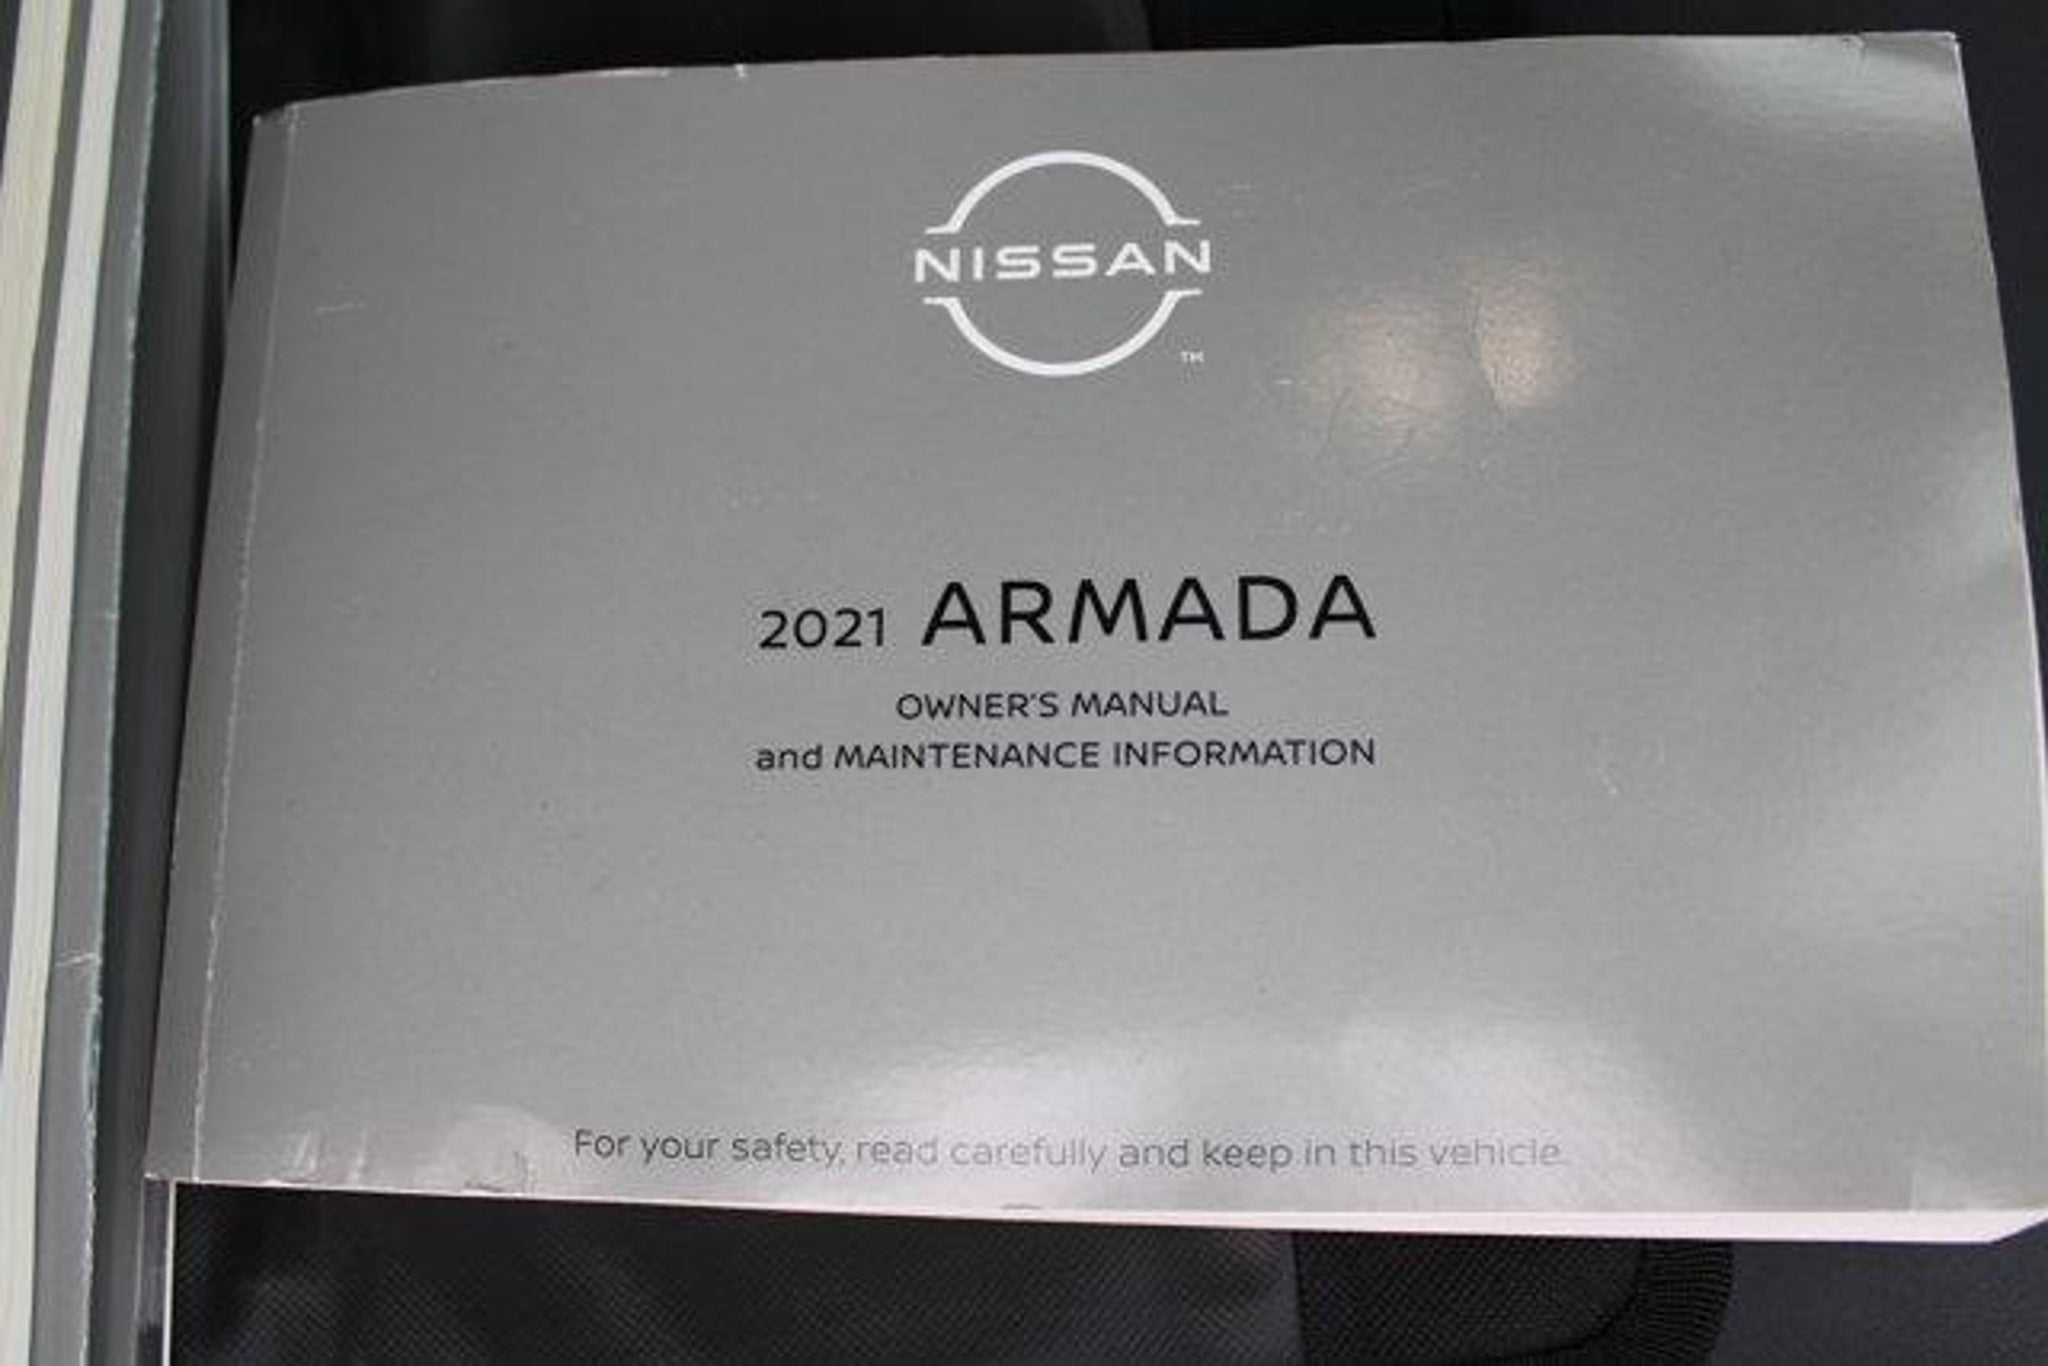 NISSAN
TM
2021 ARMADA
OWNER'S MANUAL
and MAINTENANCE INFORMATION
For your safety, read carefully and keep in this vehicle.